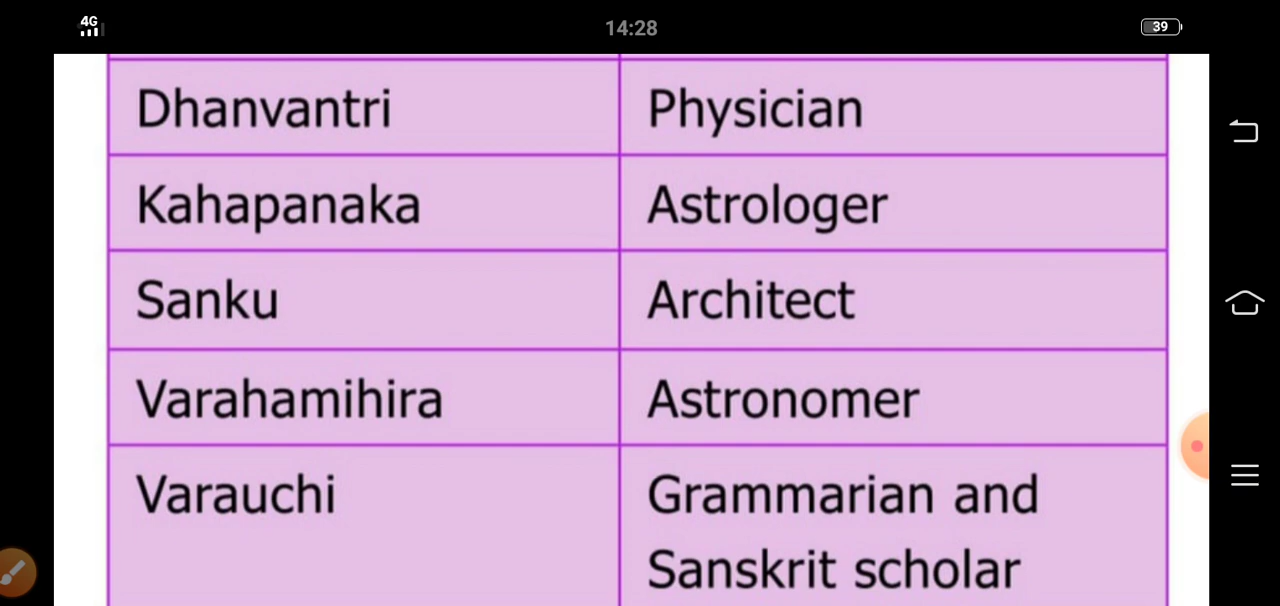 4G 14:28 39
Dhanvantri Physician
Kahapanaka Astrologer
Sanku Architect
Varahamihira Astronomer
Varauchi Grammarian and
Sanskrit scholar